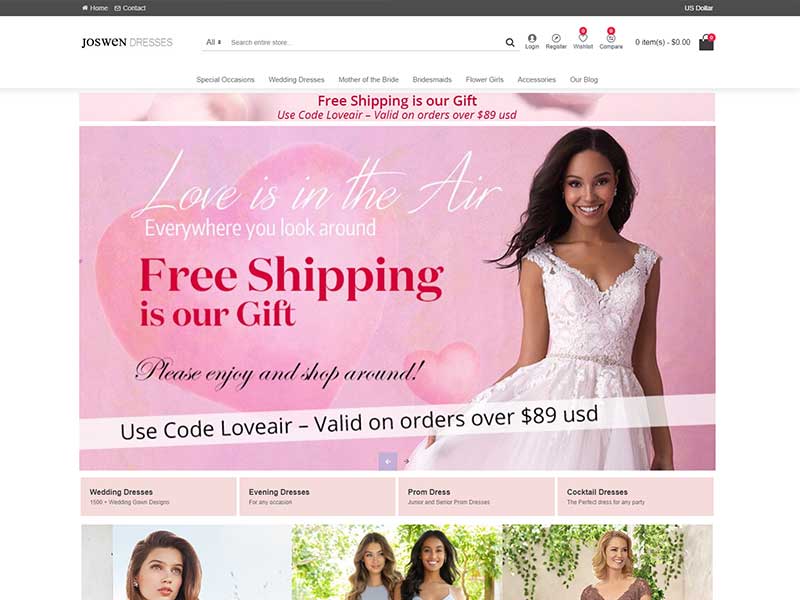 Home Contact US Dollar
JOSWEN DRESSES
All Search entire store...
0 0 0
Login Register Wishlist Compare 0 item(s) - $0.00
Special Occasions Wedding Dresses Mother of the Bride Bridesmaids Flower Girls Accessories Our Blog
Free Shipping is our Gift
Use Code Loveair – Valid on orders over $89 usd
Love is in the Air
Everywhere you look around
Free Shipping
is our Gift
Please enjoy and shop around!
Use Code Loveair – Valid on orders over $89 usd
Wedding Dresses
1500 + Wedding Gown Designs
Evening Dresses
For any occasion
Prom Dress
Junior and Senior Prom Dresses
Cocktail Dresses
The Perfect dress for any party